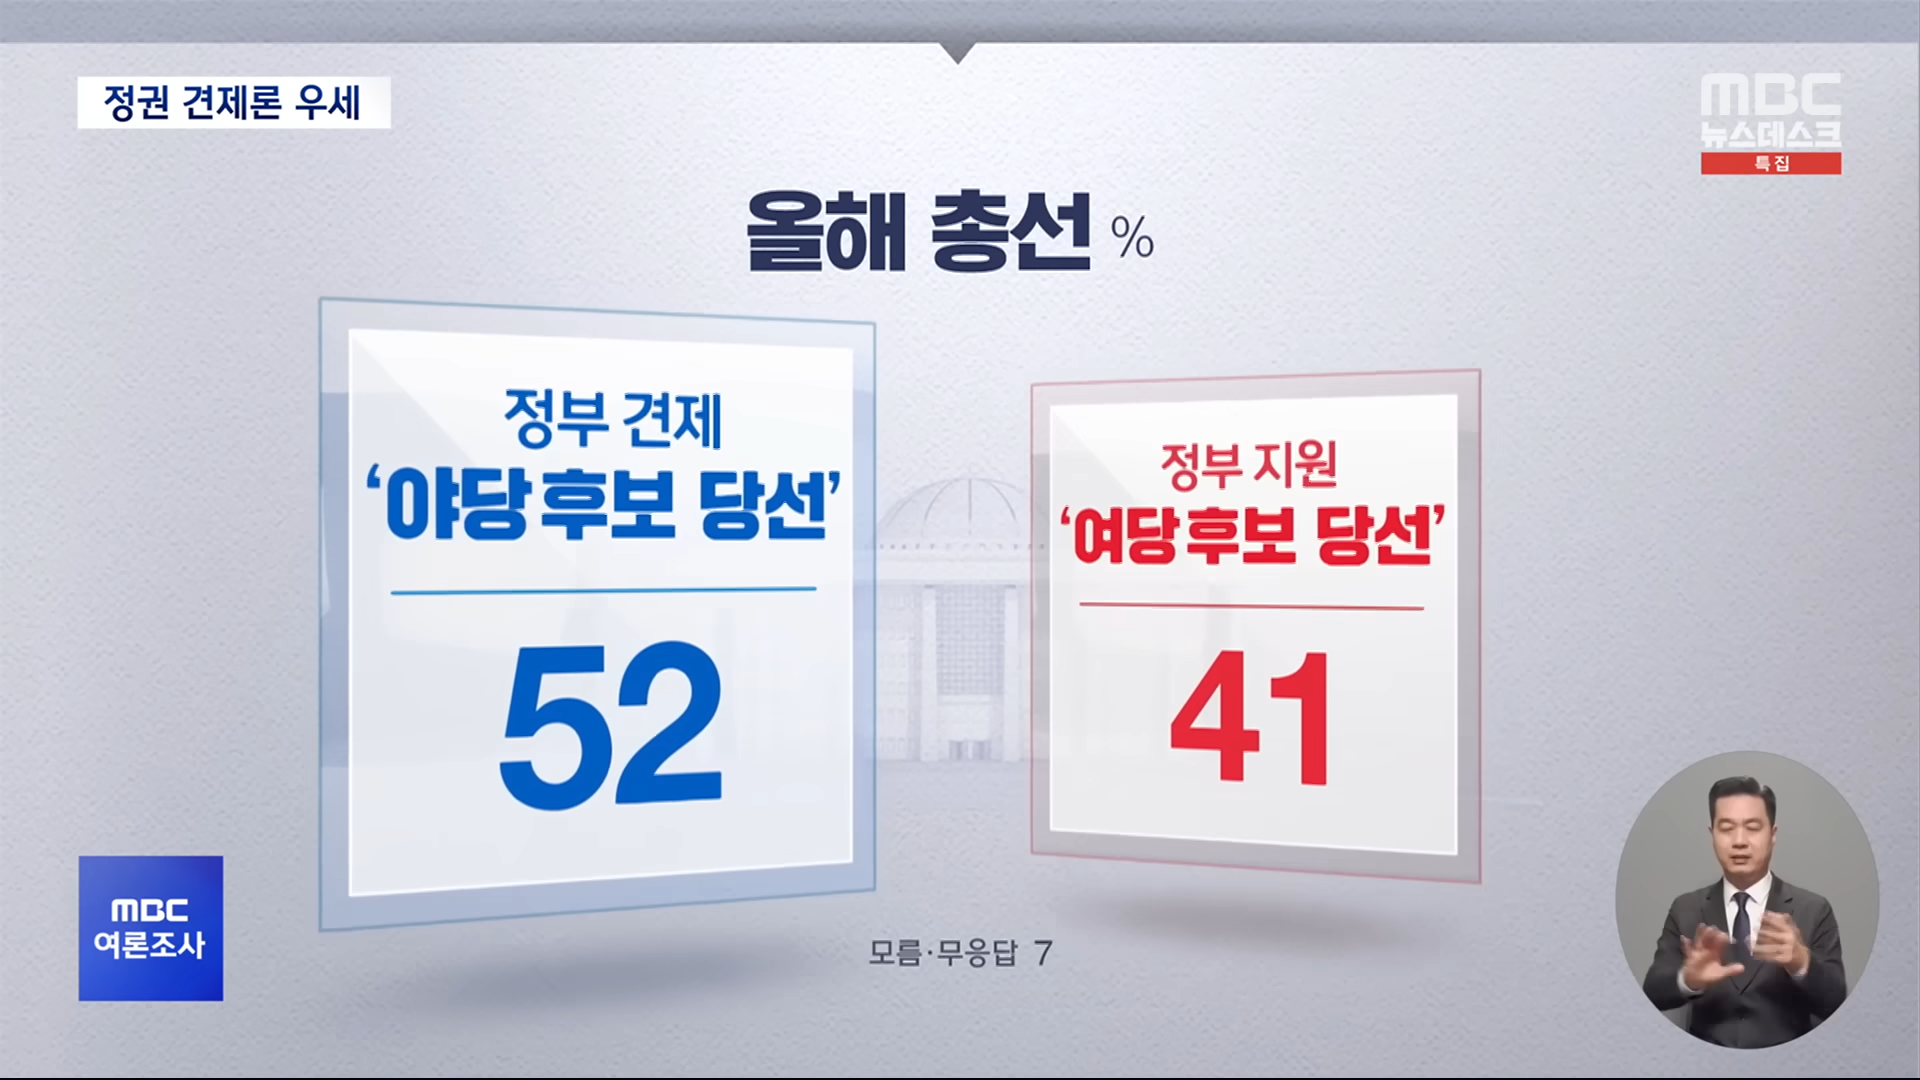 정권 견제론 우세
MBC
뉴스데스크
특집
올해 총선 %
정부 견제
‘야당 후보 당선’
52
정부 지원
‘여당 후보 당선’
41
모름·무응답 7
MBC
여론조사